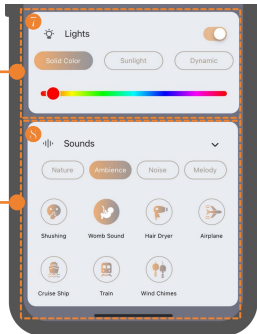 7
Lights
Solid Color Sunlight Dynamic
8
Sounds
Nature Ambience Noise Melody
Shushing Womb Sound Hair Dryer Airplane
Cruise Ship Train Wind Chimes